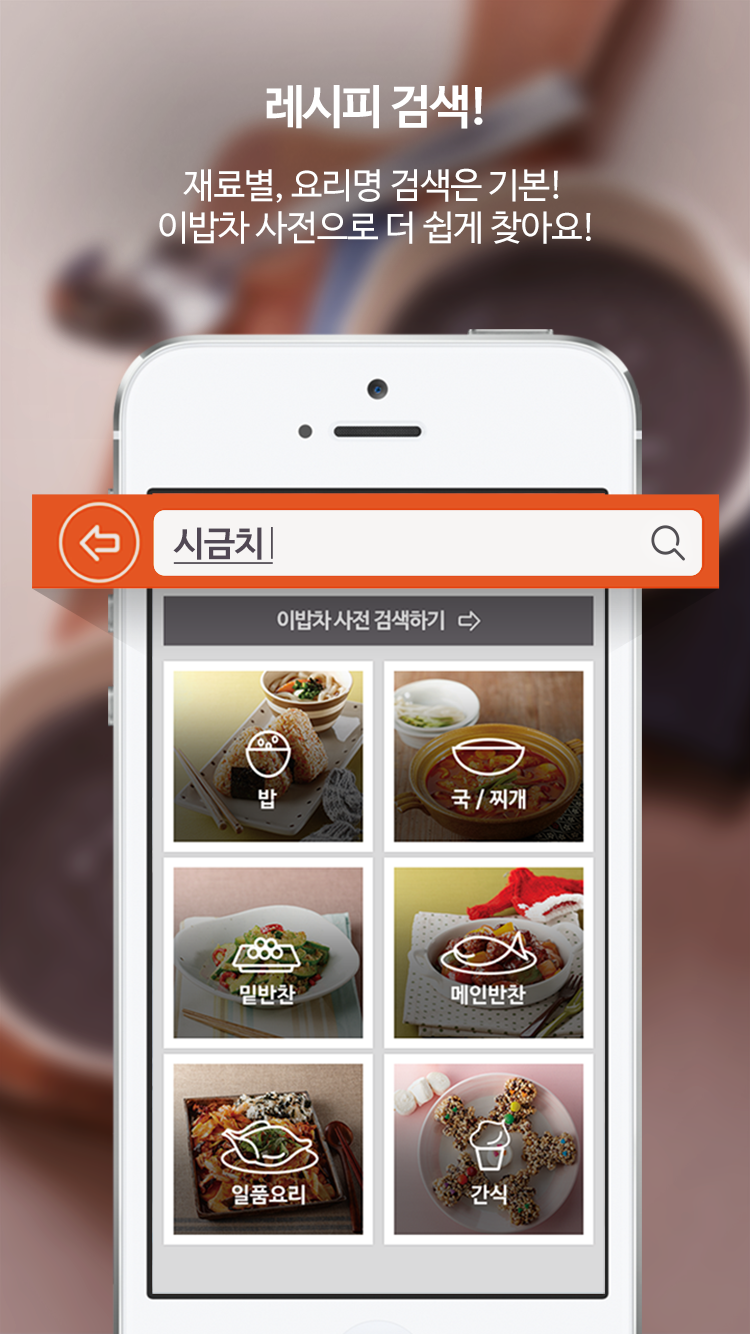 레시피 검색!
재료별, 요리명 검색은 기본!
이밥차 사전으로 더 쉽게 찾아요!
시금치
이밥차 사전 검색하기
밥
국 / 찌개
밑반찬
메인반찬
일품요리
간식